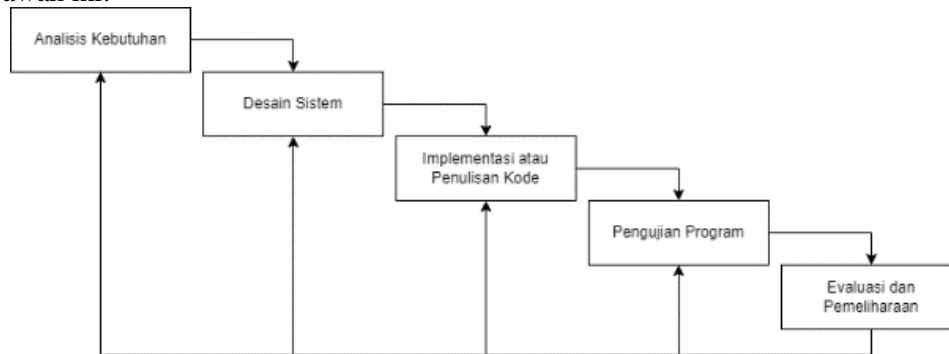 Analisis Kebutuhan
Desain Sistem
Implementasi atau
Penulisan Kode
Pengujian Program
Evaluasi dan
Pemeliharaan